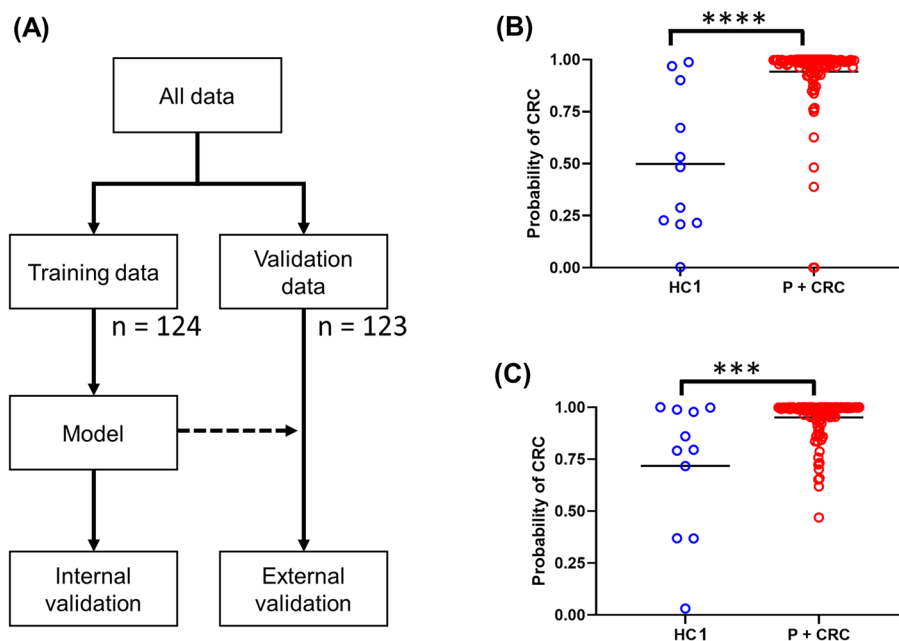 (A)
All data
Training data
Validation
data
n = 124
n = 123
Model
Internal
validation
External
validation
(B)
****
Probability of CRC
1.00
0.75
0.50
0.25
0.00
HC1
P + CRC
(C)
***
Probability of CRC
1.00
0.75
0.50
0.25
0.00
HC1
P + CRC